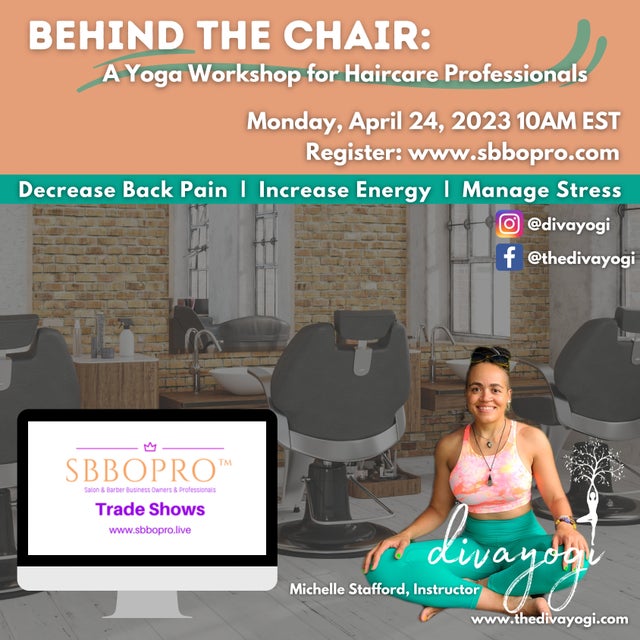 BEHIND THE CHAIR:
A Yoga Workshop for Haircare Professionals
Monday, April 24, 2023 10AM EST
Register: www.sbbopro.com
Decrease Back Pain | Increase Energy | Manage Stress
@divayogi
@thedivayogi
SBBOPRO™
Salon & Barber Business Owners & Professionals
Trade Shows
www.sbbopro.live
divayogi
Michelle Stafford, Instructor
www.thedivayogi.com